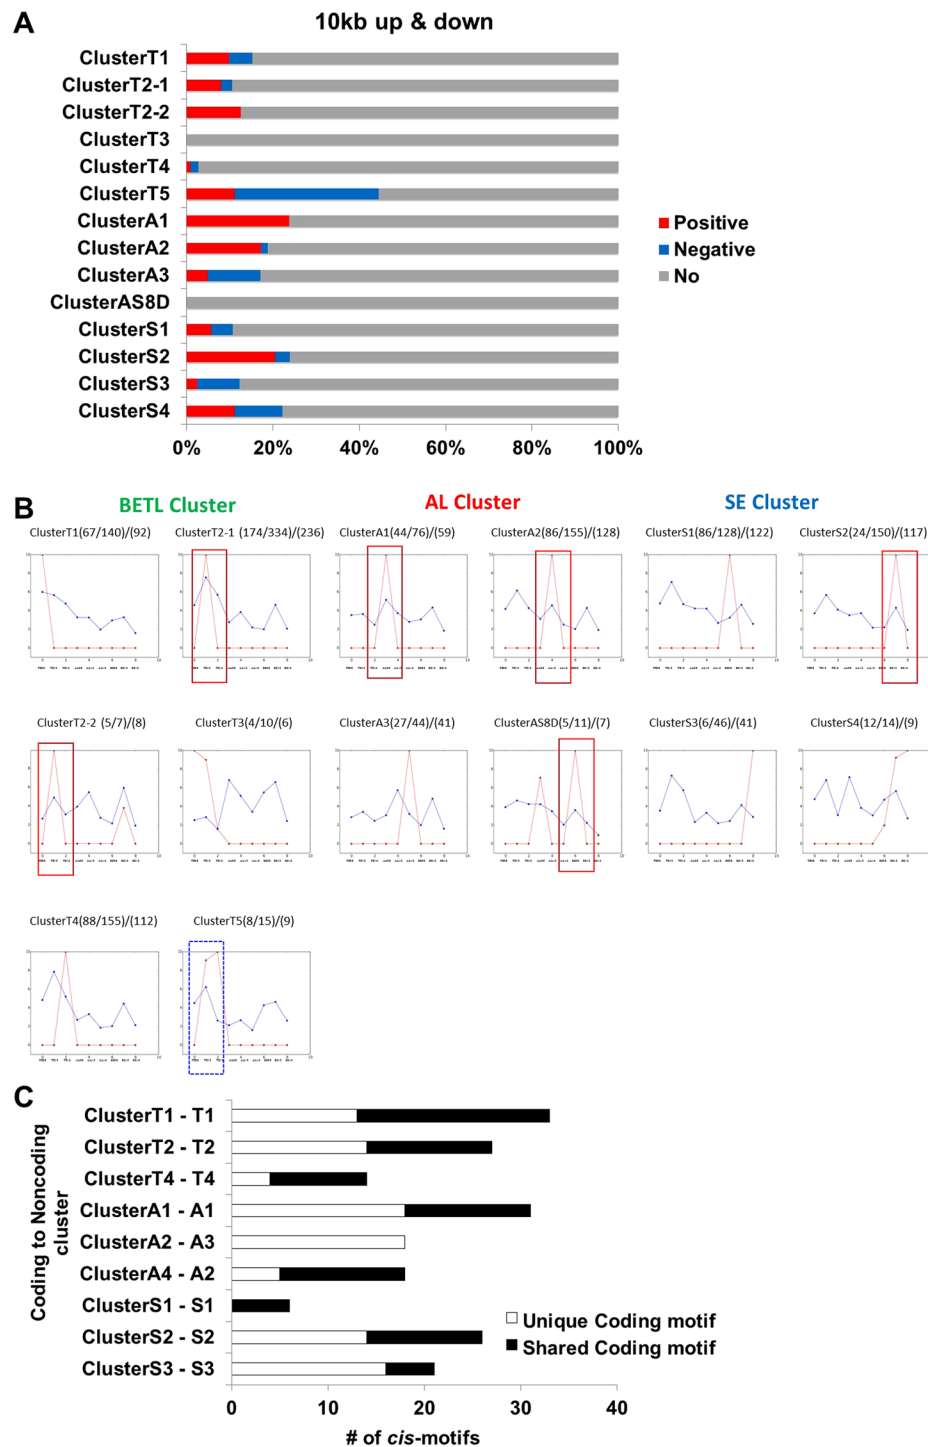 A
10kb up & down
ClusterT1
ClusterT2-1
ClusterT2-2
ClusterT3
ClusterT4
ClusterT5
ClusterA1
ClusterA2
ClusterA3
ClusterAS8D
ClusterS1
ClusterS2
ClusterS3
ClusterS4
0% 20% 40% 60% 80% 100%
Positive
Negative
No
B
BETL Cluster AL Cluster SE Cluster
ClusterT1(67/140)/(92) ClusterT2-1 (174/334)/(236) ClusterA1(44/76)/(59) ClusterA2(86/155)/(128) ClusterS1(86/128)/(122) ClusterS2(24/150)/(117)
ClusterT2-2 (5/7)/(8) ClusterT3(4/10/(6) ClusterA3(27/44)/(41) ClusterAS8D(5/11)/(7) ClusterS3(6/46)/(41) ClusterS4(12/14)/(9)
ClusterT4(88/155)/(112) ClusterT5(8/15)/(9)
C
Coding to Noncoding
cluster
ClusterT1 - T1
ClusterT2 - T2
ClusterT4 - T4
ClusterA1 - A1
ClusterA2 - A3
ClusterA4 - A2
ClusterS1 - S1
ClusterS2 - S2
ClusterS3 - S3
Unique Coding motif
Shared Coding motif
0 10 20 30 40
# of cis-motifs